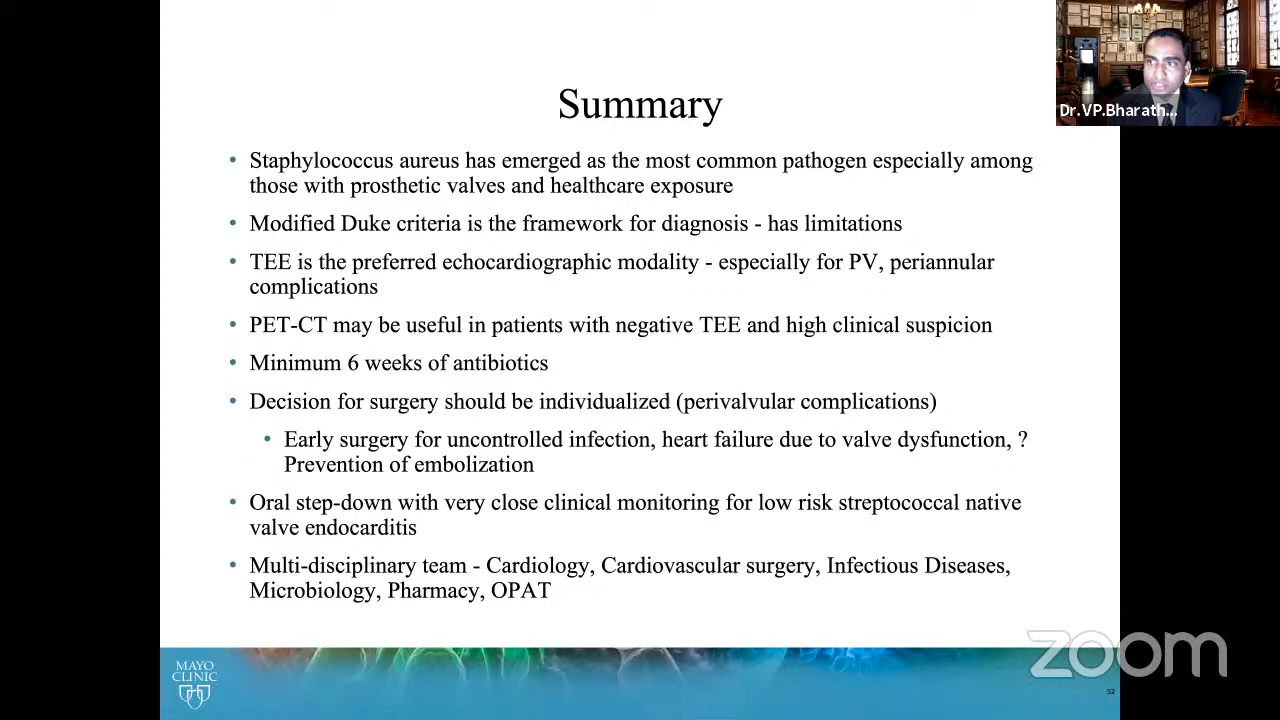 Summary
• Staphylococcus aureus has emerged as the most common pathogen especially among
those with prosthetic valves and healthcare exposure
• Modified Duke criteria is the framework for diagnosis - has limitations
• TEE is the preferred echocardiographic modality - especially for PV, periannular
complications
• PET-CT may be useful in patients with negative TEE and high clinical suspicion
• Minimum 6 weeks of antibiotics
• Decision for surgery should be individualized (perivalvular complications)
• Early surgery for uncontrolled infection, heart failure due to valve dysfunction, ?
Prevention of embolization
• Oral step-down with very close clinical monitoring for low risk streptococcal native
valve endocarditis
• Multi-disciplinary team - Cardiology, Cardiovascular surgery, Infectious Diseases,
Microbiology, Pharmacy, OPAT
Dr.VP.Bharath...
MAYO
CLINIC
zoom
52